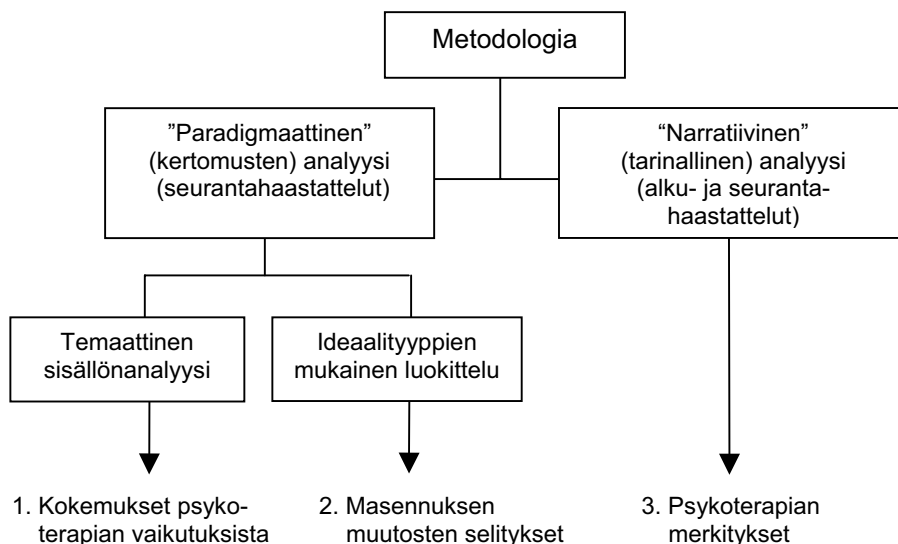 Metodologia
”Paradigmaattinen”
(kertomusten) analyysi
(seurantahaastattelut)
“Narratiivinen”
(tarinallinen) analyysi
(alku- ja seuranta-
haastattelut)
Temaattinen
sisällönanalyysi
Ideaalityyppien
mukainen luokittelu
1. Kokemukset psyko-
terapian vaikutuksista
2. Masennuksen
muutosten selitykset
3. Psykoterapian
merkitykset